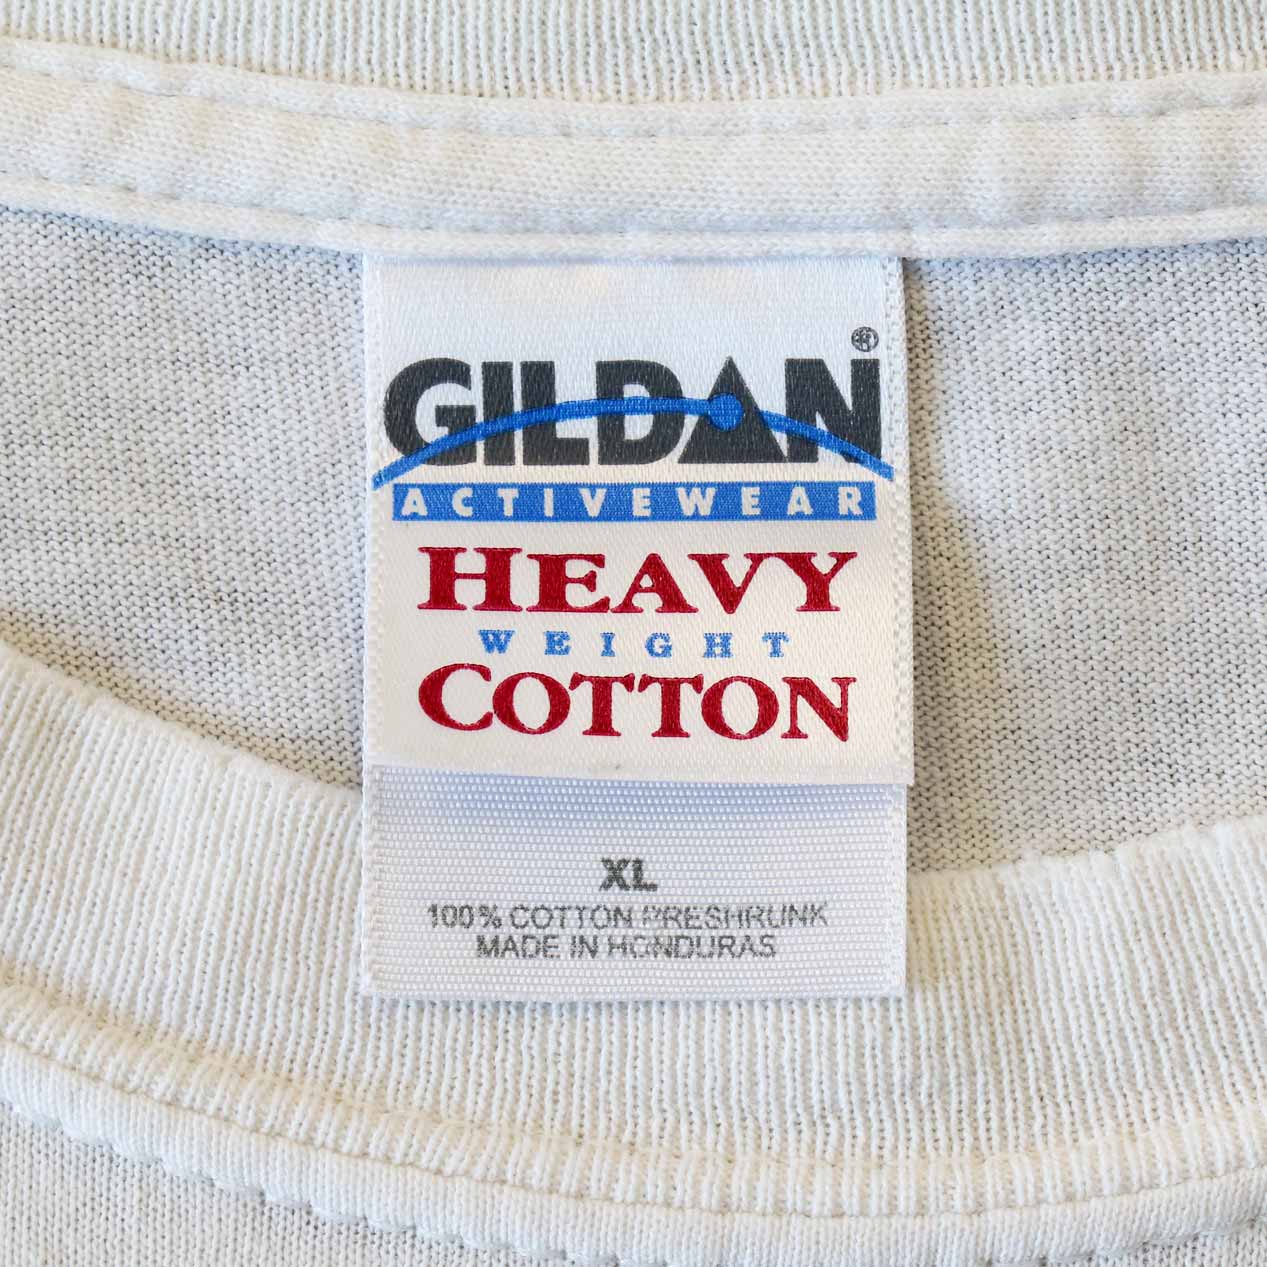 GILDAN®
ACTIVEWEAR
HEAVY
WEIGHT
COTTON
XL
100% COTTON PRESHRUNK
MADE IN HONDURAS